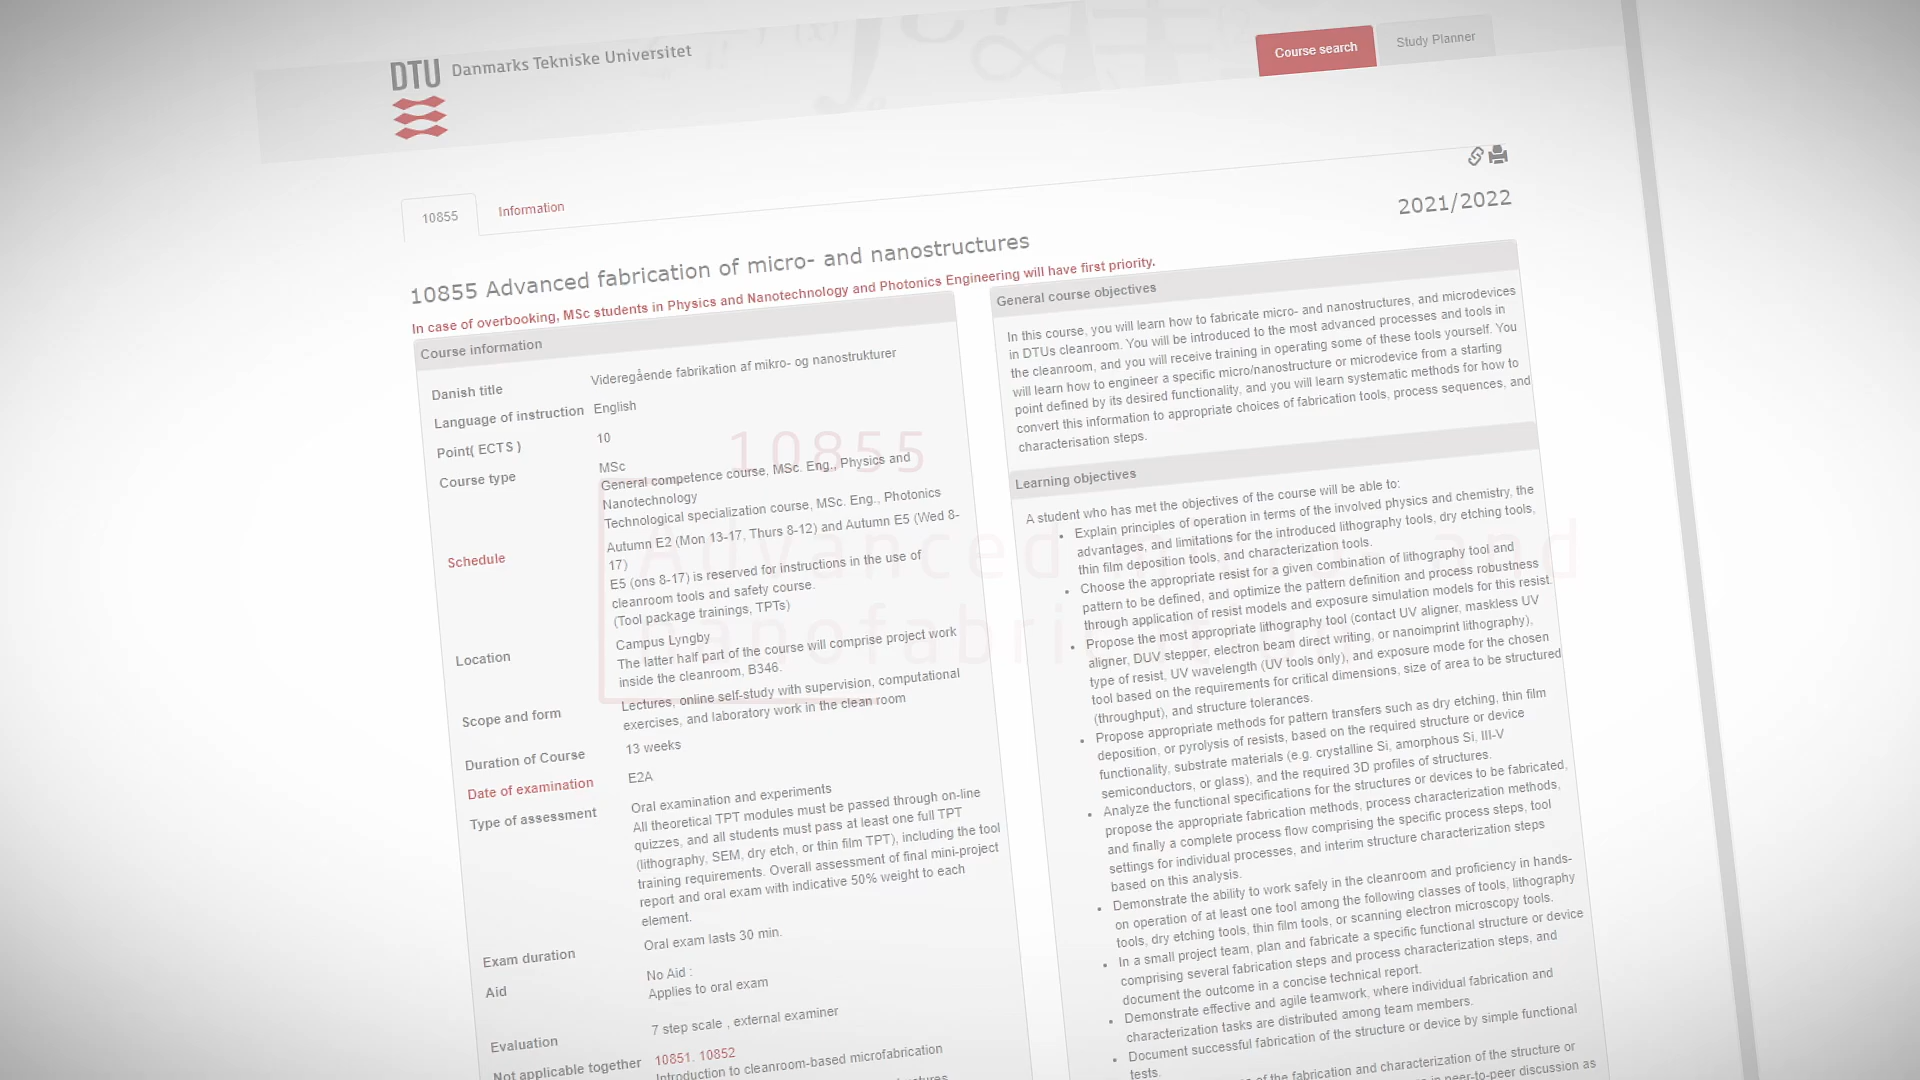 DTU
Danmarks Tekniske Universitet
Course search
Study Planner
10855
Information
2021/2022
10855 Advanced fabrication of micro- and nanostructures
In case of overbooking, MSc students in Physics and Nanotechnology and Photonics Engineering will have first priority.
Course information
Danish title
Videregående fabrikation af mikro- og nanostrukturer
Language of instruction
English
Point( ECTS )
10
Course type
MSc
General competence course, MSc. Eng., Physics and
Nanotechnology
Technological specialization course, MSc. Eng., Photonics
Schedule
Autumn E2 (Mon 13-17, Thurs 8-12) and Autumn E5 (Wed 8-
17)
E5 (ons 8-17) is reserved for instructions in the use of
cleanroom tools and safety course.
(Tool package trainings, TPTs)
Location
Campus Lyngby
The latter half part of the course will comprise project work
inside the cleanroom, B346.
Scope and form
Lectures, online self-study with supervision, computational
exercises, and laboratory work in the clean room
Duration of Course
13 weeks
Date of examination
E2A
Type of assessment
Oral examination and experiments
All theoretical TPT modules must be passed through on-line
quizzes, and all students must pass at least one full TPT
(lithography, SEM, dry etch, or thin film TPT), including the tool
training requirements. Overall assessment of final mini-project
report and oral exam with indicative 50% weight to each
element.
Exam duration
Oral exam lasts 30 min.
Aid
No Aid :
Applies to oral exam
Evaluation
7 step scale , external examiner
Not applicable together
10851. 10852
Introduction to cleanroom-based microfabrication
General course objectives
In this course, you will learn how to fabricate micro- and nanostructures, and microdevices
in DTUs cleanroom. You will be introduced to the most advanced processes and tools in
the cleanroom, and you will receive training in operating some of these tools yourself. You
will learn how to engineer a specific micro/nanostructure or microdevice from a starting
point defined by its desired functionality, and you will learn systematic methods for how to
convert this information to appropriate choices of fabrication tools, process sequences, and
characterisation steps.
Learning objectives
A student who has met the objectives of the course will be able to:
Explain principles of operation in terms of the involved physics and chemistry, the
advantages, and limitations for the introduced lithography tools, dry etching tools,
thin film deposition tools, and characterization tools.
Choose the appropriate resist for a given combination of lithography tool and
pattern to be defined, and optimize the pattern definition and process robustness
through application of resist models and exposure simulation models for this resist.
Propose the most appropriate lithography tool (contact UV aligner, maskless UV
aligner, DUV stepper, electron beam direct writing, or nanoimprint lithography),
type of resist, UV wavelength (UV tools only), and exposure mode for the chosen
tool based on the requirements for critical dimensions, size of area to be structured
(throughput), and structure tolerances.
Propose appropriate methods for pattern transfers such as dry etching, thin film
deposition, or pyrolysis of resists, based on the required structure or device
functionality, substrate materials (e.g. crystalline Si, amorphous Si, III-V
semiconductors, or glass), and the required 3D profiles of structures.
Analyze the functional specifications for the structures or devices to be fabricated,
propose the appropriate fabrication methods, process characterization methods,
and finally a complete process flow comprising the specific process steps, tool
settings for individual processes, and interim structure characterization steps
based on this analysis.
Demonstrate the ability to work safely in the cleanroom and proficiency in hands-
on operation of at least one tool among the following classes of tools, lithography
tools, dry etching tools, thin film tools, or scanning electron microscopy tools.
In a small project team, plan and fabricate a specific functional structure or device
comprising several fabrication steps and process characterization steps, and
document the outcome in a concise technical report.
Demonstrate effective and agile teamwork, where individual fabrication and
characterization tasks are distributed among team members.
Document successful fabrication of the structure or device by simple functional
tests.
of the fabrication and characterization of the structure or
in peer-to-peer discussion as
10855
Advanced
and